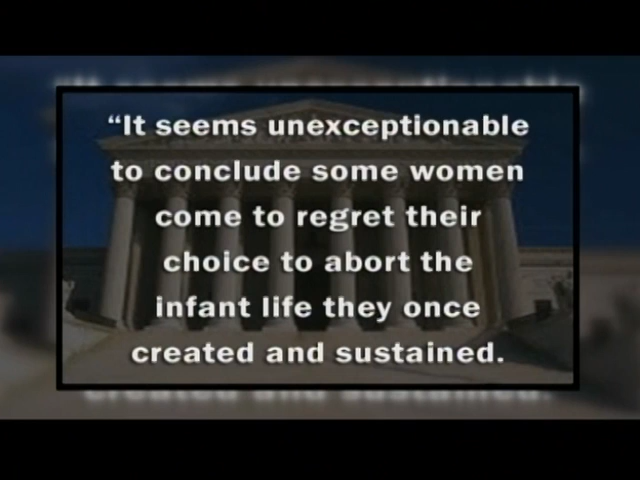 “It seems unexceptionable
to conclude some women
come to regret their
choice to abort the
infant life they once
created and sustained.